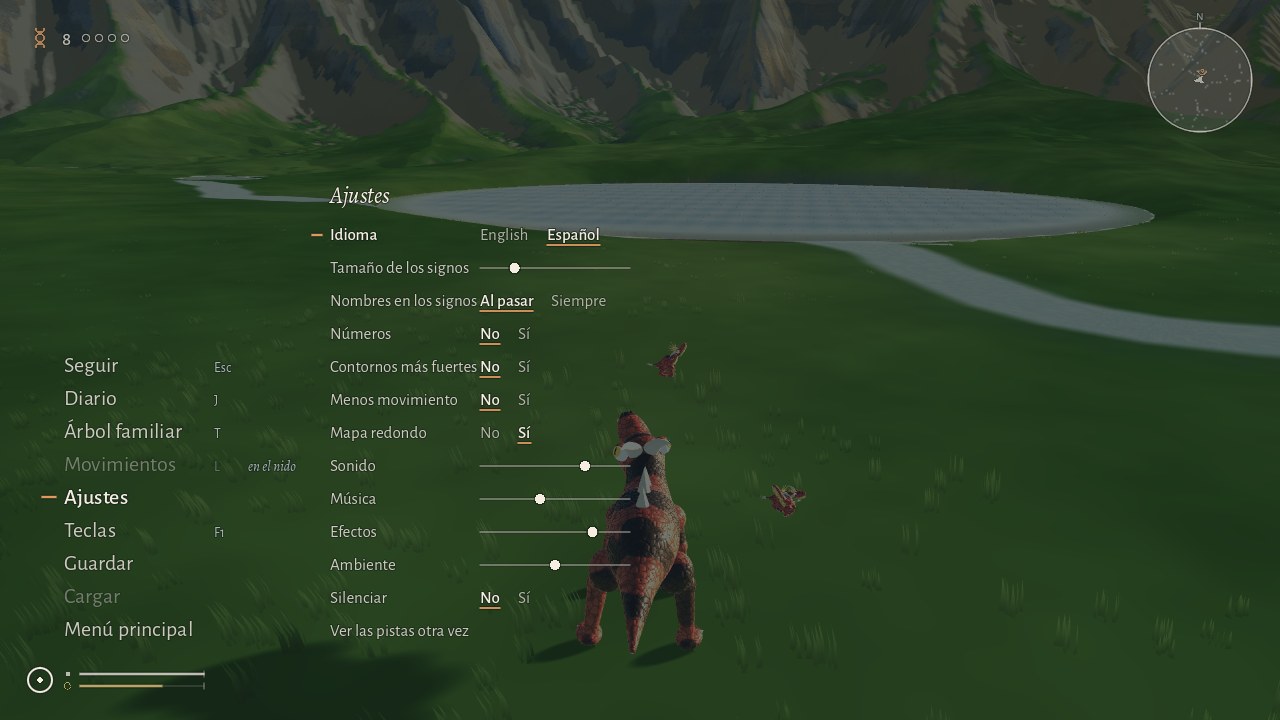 8
N
Ajustes
Idioma English Español
Tamaño de los signos
Nombres en los signos Al pasar Siempre
Números No Sí
Contornos más fuertes No Sí
Menos movimiento No Sí
Mapa redondo No Sí
Sonido
Música
Efectos
Ambiente
Silenciar No Sí
Ver las pistas otra vez
Seguir Esc
Diario J
Árbol familiar T
Movimientos L en el nido
Ajustes
Teclas F1
Guardar
Cargar
Menú principal